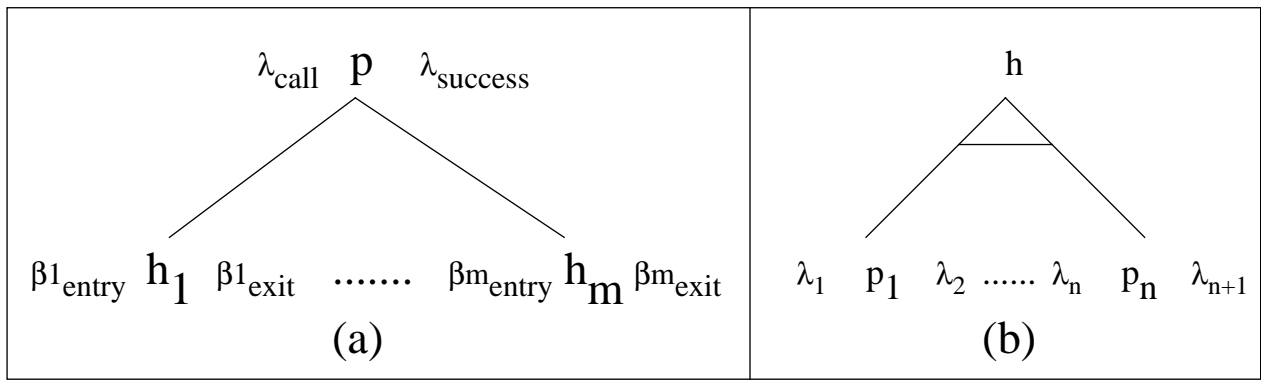 λcall p λsuccess
β1entry h1 β1exit ....... βmentry hm βmexit
(a)
h
λ1 p1 λ2 ...... λn pn λn+1
(b)